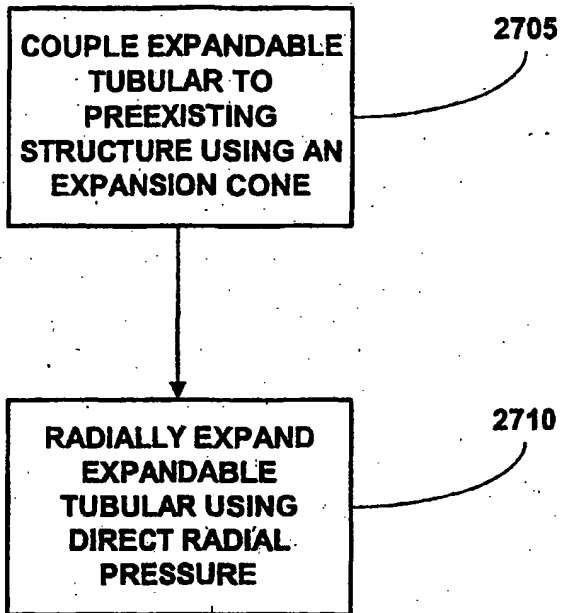 2705
COUPLE EXPANDABLE
TUBULAR TO
PREEXISTING
STRUCTURE USING AN
EXPANSION CONE
2710
RADIALLY EXPAND
EXPANDABLE
TUBULAR USING
DIRECT RADIAL
PRESSURE